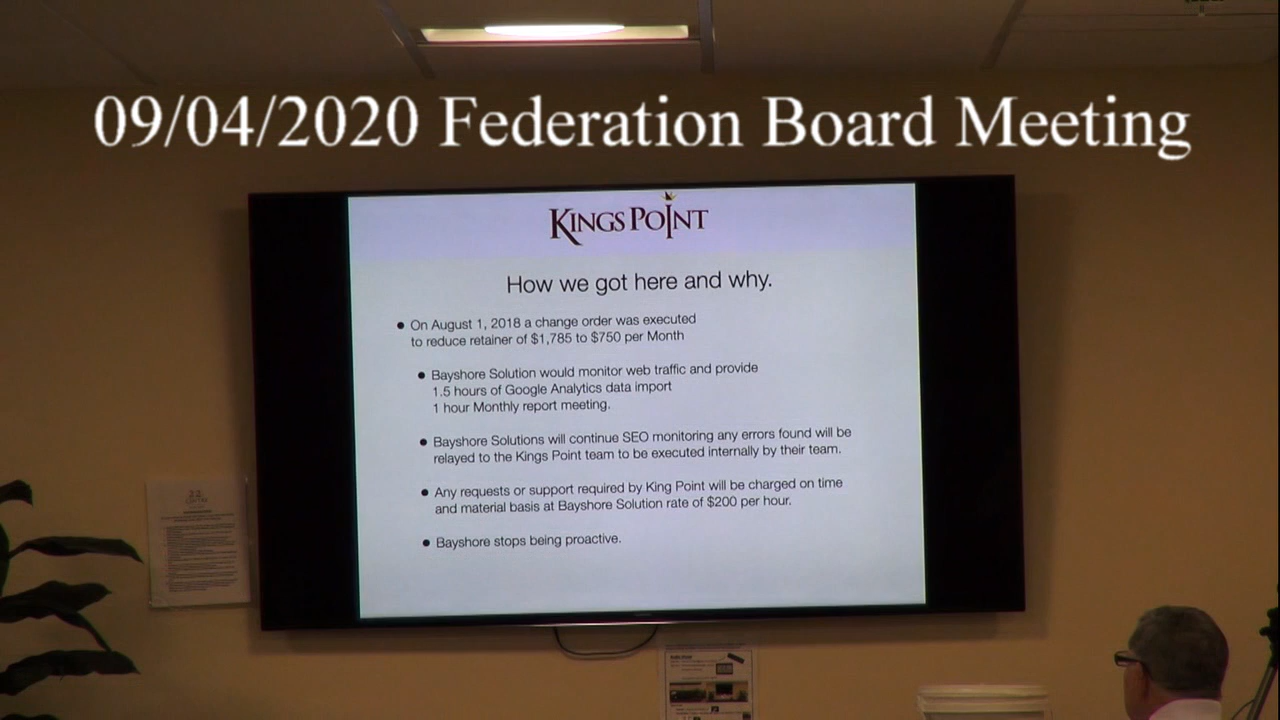 09/04/2020 Federation Board Meeting
KINGS POINT
How we got here and why.
● On August 1, 2018 a change order was executed
to reduce retainer of $1,785 to $750 per Month
● Bayshore Solution would monitor web traffic and provide
1.5 hours of Google Analytics data import
1 hour Monthly report meeting.
● Bayshore Solutions will continue SEO monitoring any errors found will be
relayed to the Kings Point team to be executed internally by their team.
● Any requests or support required by King Point will be charged on time
and material basis at Bayshore Solution rate of $200 per hour.
● Bayshore stops being proactive.